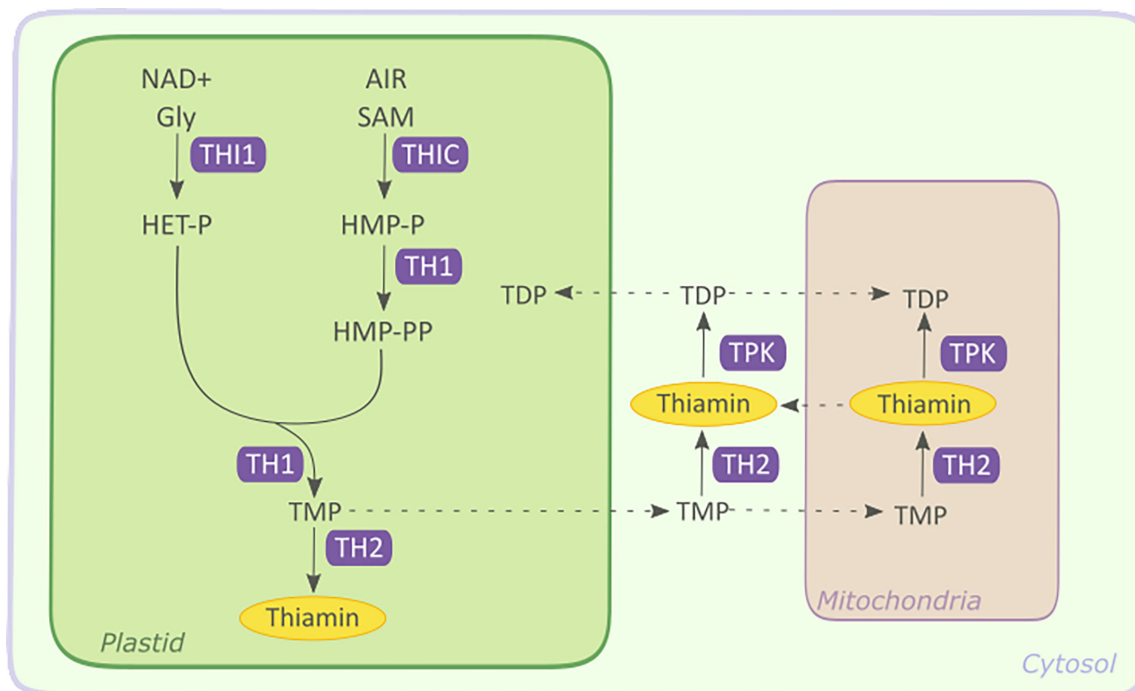 NAD+
Gly
THI1
HET-P
AIR
SAM
THIC
HMP-P
TH1
HMP-PP
TH1
TMP
TH2
Thiamin
Plastid
TDP
TDP
TPK
Thiamin
TH2
TMP
TDP
TPK
Thiamin
TH2
TMP
Mitochondria
Cytosol